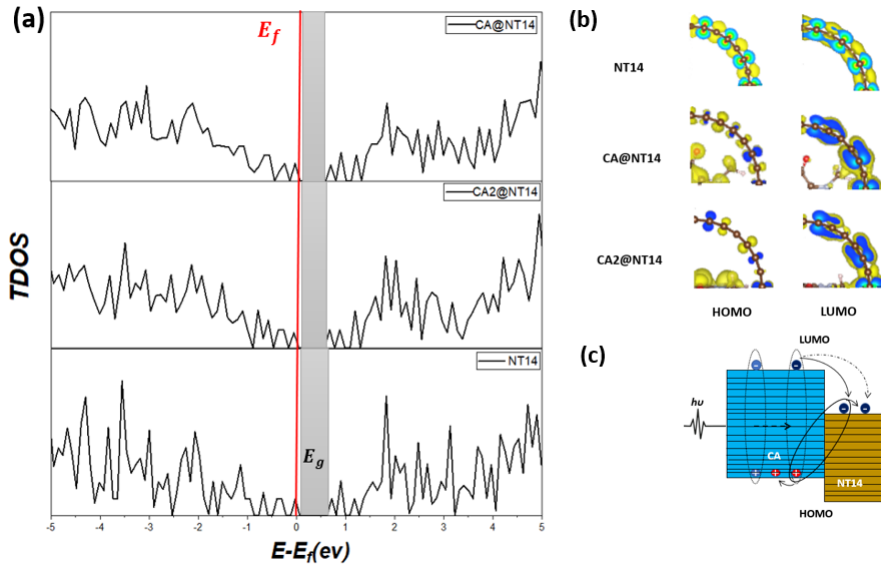 (a)
E_f
CA@NT14
CA2@NT14
NT14
E_g
TDOS
-5 -4 -3 -2 -1 0 1 2 3 4 5
E-E_f(ev)
(b)
NT14
CA@NT14
CA2@NT14
HOMO LUMO
(c)
LUMO
hυ
CA
NT14
HOMO